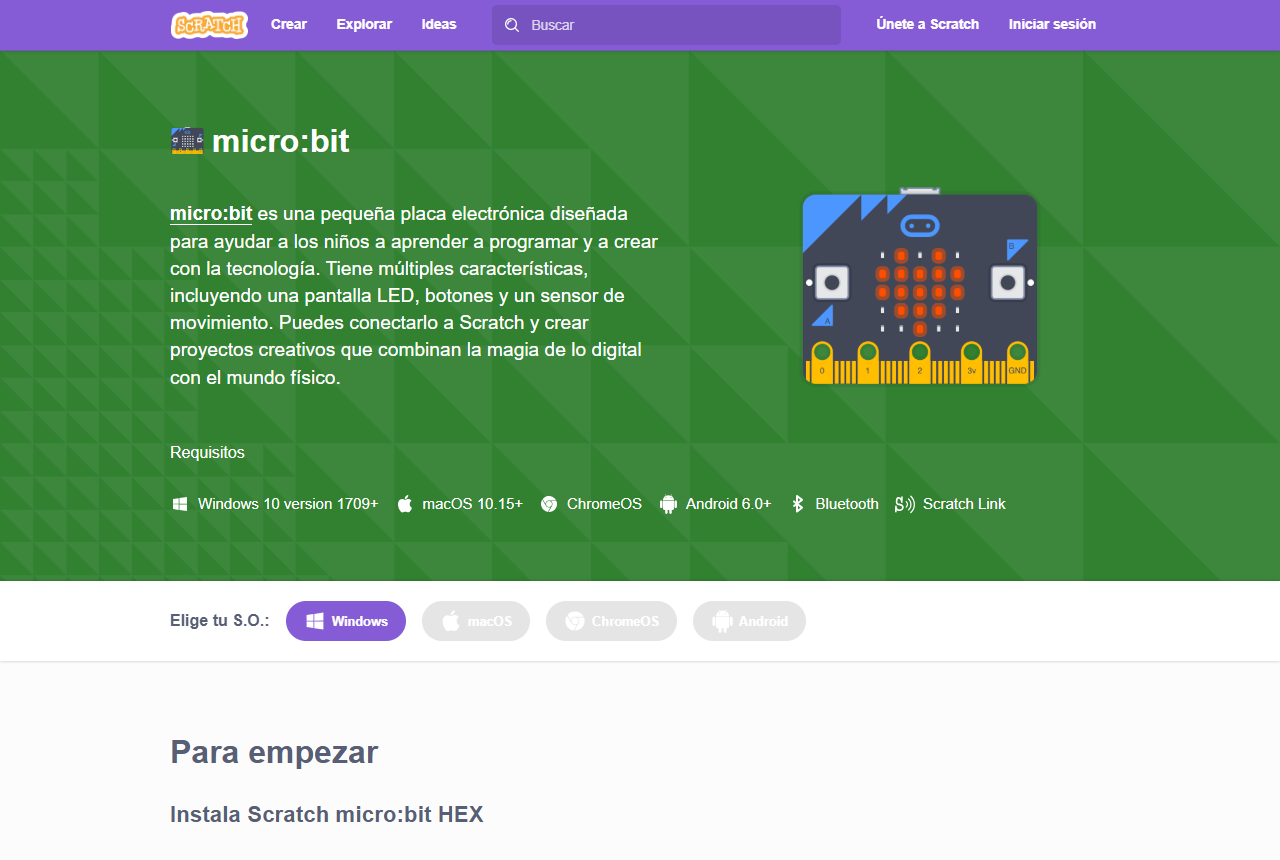 SCRATCH Crear Explorar Ideas Buscar Únete a Scratch Iniciar sesión
micro:bit
micro:bit es una pequeña placa electrónica diseñada
para ayudar a los niños a aprender a programar y a crear
con la tecnología. Tiene múltiples características,
incluyendo una pantalla LED, botones y un sensor de
movimiento. Puedes conectarlo a Scratch y crear
proyectos creativos que combinan la magia de lo digital
con el mundo físico.
B
A
0 1 2 3v GND
Requisitos
Windows 10 version 1709+ macOS 10.15+ ChromeOS Android 6.0+ Bluetooth Scratch Link
Elige tu S.O.: Windows macOS ChromeOS Android
Para empezar
Instala Scratch micro:bit HEX